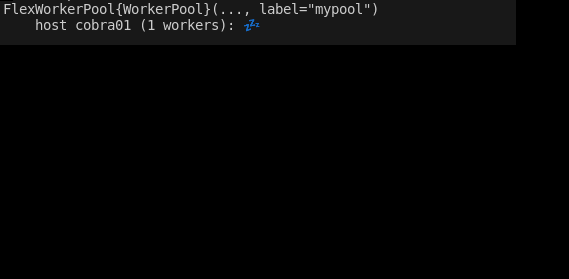 FlexWorkerPool{WorkerPool}(..., label="mypool")
host cobra01 (1 workers): 💤